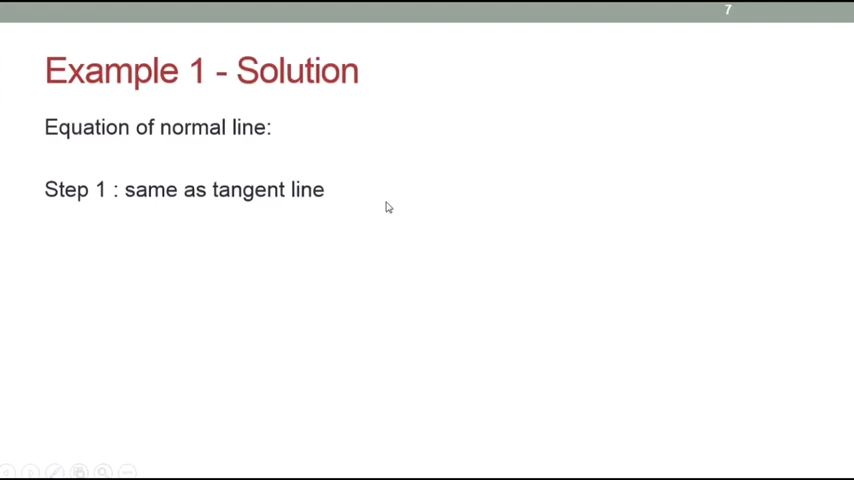 7
Example 1 - Solution
Equation of normal line:
Step 1 : same as tangent line